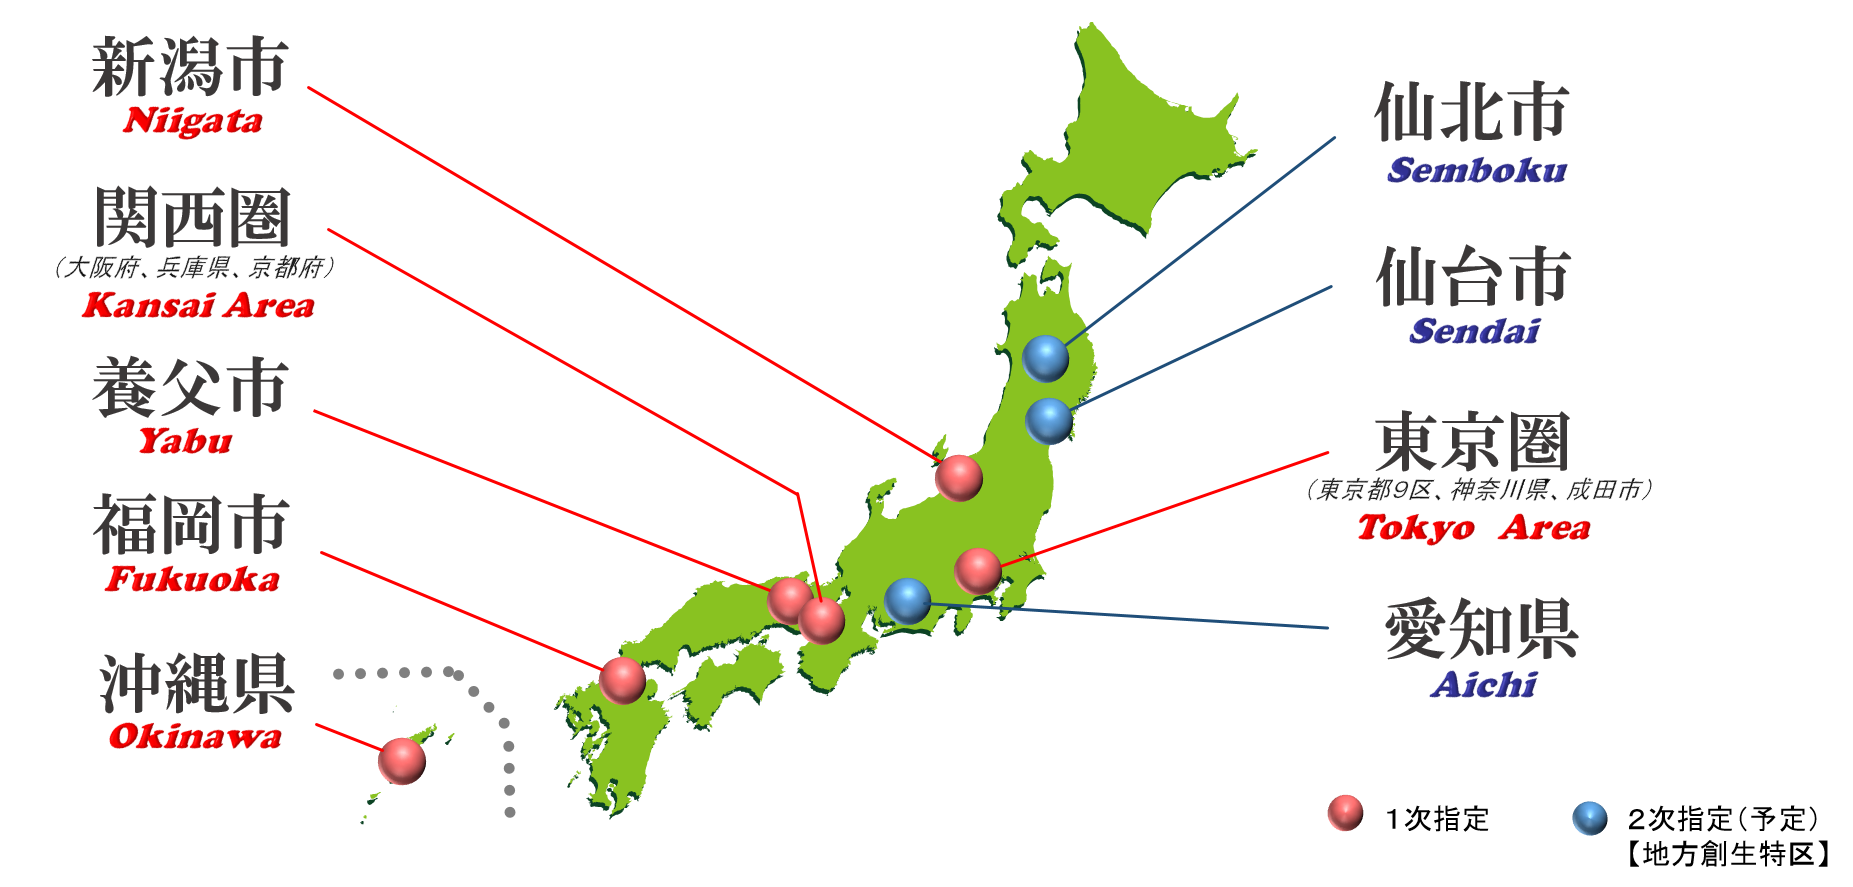 新潟市
Niigata
関西圏
（大阪府、兵庫県、京都府）
Kansai Area
養父市
Yabu
福岡市
Fukuoka
沖縄県
Okinawa
仙北市
Semboku
仙台市
Sendai
東京圏
（東京都９区、神奈川県、成田市）
Tokyo Area
愛知県
Aichi
１次指定
２次指定（予定）
【地方創生特区】